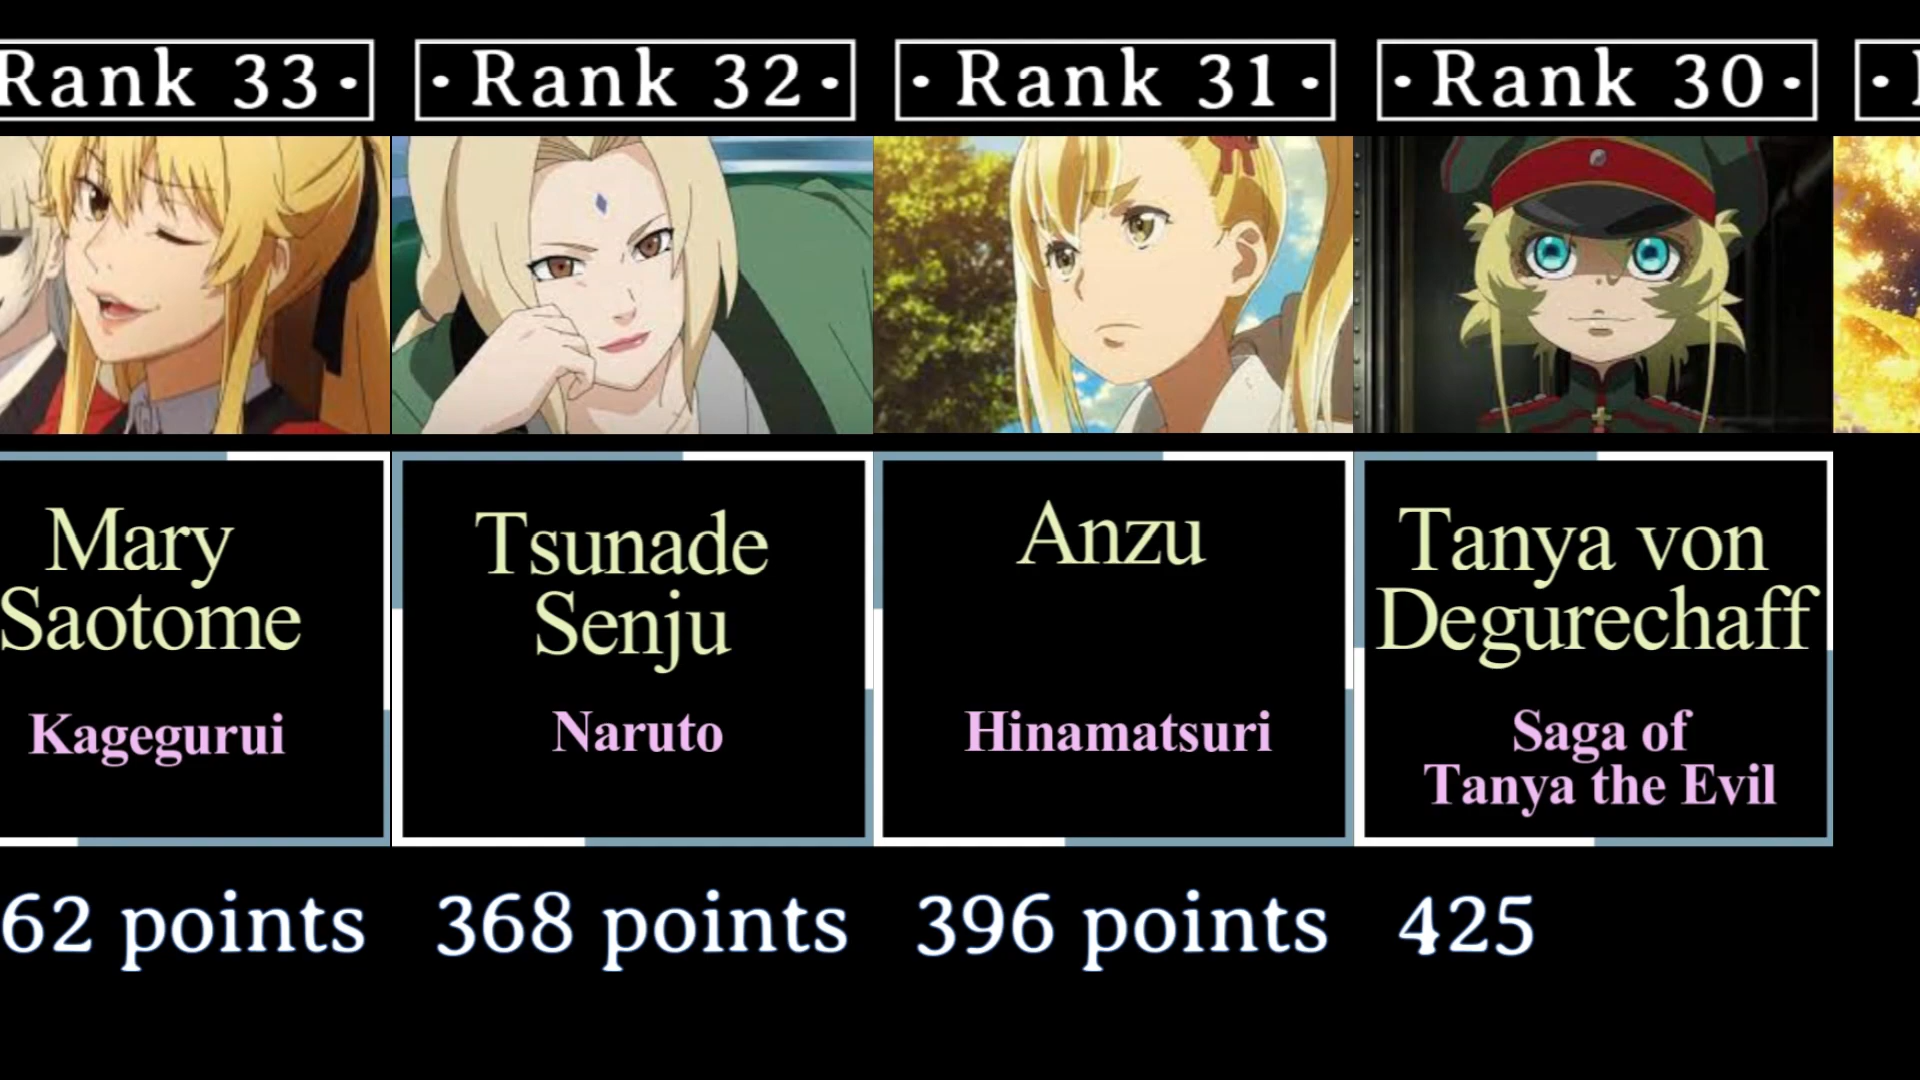 Rank 33 ·
· Rank 32 ·
· Rank 31 ·
· Rank 30 ·
Mary
Saotome
Kagegurui
62 points
Tsunade
Senju
Naruto
368 points
Anzu
Hinamatsuri
396 points
Tanya von
Degurechaff
Saga of
Tanya the Evil
425